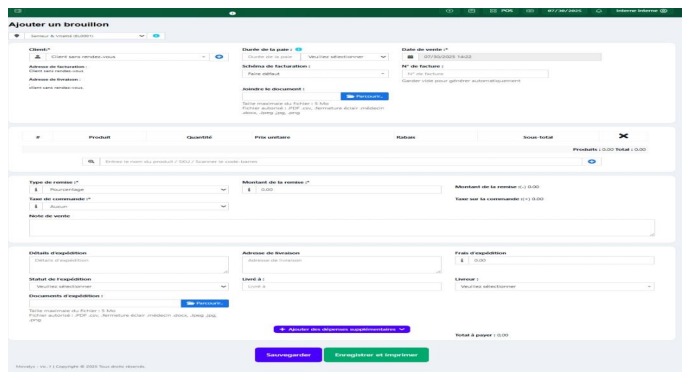 POS 07/30/2025 Interne Interne
Ajouter un brouillon
Client:* Durée de la paie : Date de vente :*
Client sans rendez-vous Durée de la paie Veuillez sélectionner 07/30/2025 14:22
Adresse de facturation : Schéma de facturation : N° de facture :
Client sans rendez-vous Faire défaut N° de facture
Adresse de livraison : Garder vide pour générer automatiquement
client sans rendez-vous Joindre le document :
Parcourir..
Taille maximale du fichier : 5 Mo
Fichier autorisé : .PDF .csv, .fermeture éclair .médecin
.docx, .jpeg .jpg, .png
# Produit Quantité Prix unitaire Rabais Sous-total
Produits : 0.00 Total : 0.00
Entrez le nom du produit / SKU / Scanner le code-barres
Type de remise :* Montant de la remise :*
Pourcentage 0.00 Montant de la remise :(-) 0.00
Taxe de commande :* Taxe sur la commande :(+) 0.00
Aucun
Note de vente
Détails d'expédition Adresse de livraison Frais d'expédition
Détails d'expédition Adresse de livraison 0.00
Statut de l'expédition Livré à : Livreur :
Veuillez sélectionner Livré à Veuillez sélectionner
Documents d'expédition :
Parcourir..
Taille maximale du fichier : 5 Mo
Fichier autorisé : .PDF .csv, .fermeture éclair .médecin .docx, .jpeg .jpg,
.png
+ Ajouter des dépenses supplémentaires
Total à payer : 0.00
Sauvegarder Enregistrer et imprimer
| Copyright © 2025 Tous droits réservés.